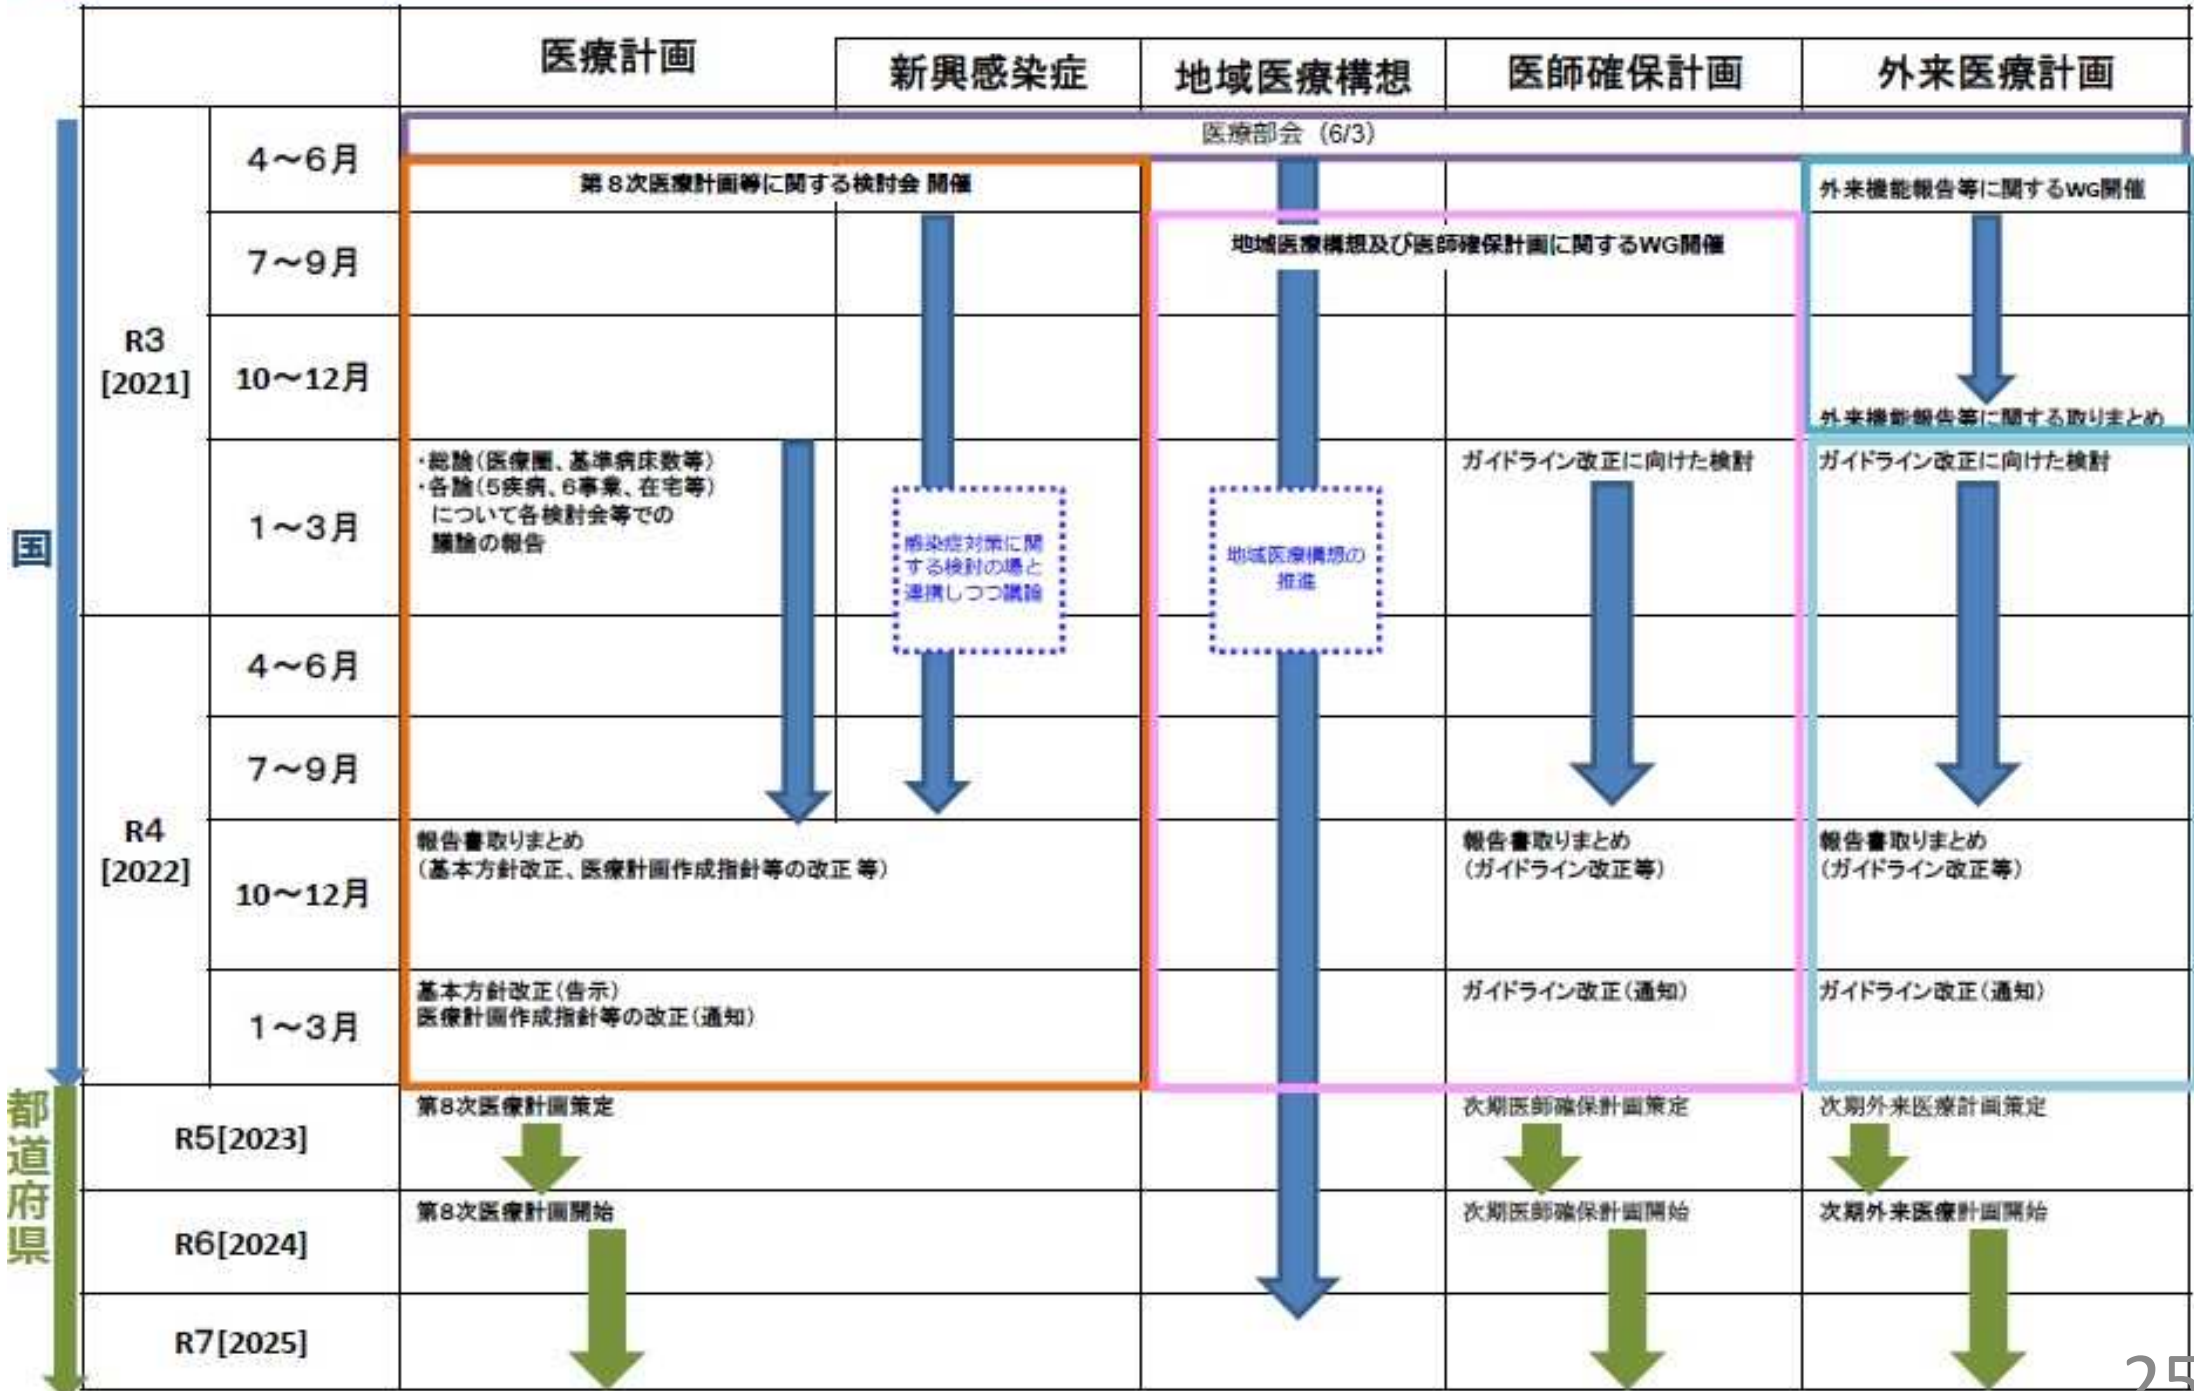 医療計画
新興感染症
地域医療構想
医師確保計画
外来医療計画
国
R3
[2021]
4～6月
医療部会（6/3）
第８次医療計画等に関する検討会 開催
外来機能報告等に関するWG開催
7～9月
地域医療構想及び医師確保計画に関するWG開催
10～12月
外来機能報告等に関する取りまとめ
1～3月
・総論（医療圏、基準病床数等）
・各論（5疾病、6事業、在宅等）
について各検討会等での
議論の報告
感染症対策に関
する検討の場と
連携しつつ議論
地域医療構想の
推進
ガイドライン改正に向けた検討
ガイドライン改正に向けた検討
R4
[2022]
4～6月
7～9月
10～12月
報告書取りまとめ
（基本方針改正、医療計画作成指針等の改正 等）
報告書取りまとめ
（ガイドライン改正等）
報告書取りまとめ
（ガイドライン改正等）
1～3月
基本方針改正（告示）
医療計画作成指針等の改正（通知）
ガイドライン改正（通知）
ガイドライン改正（通知）
都道府県
R5[2023]
第8次医療計画策定
次期医師確保計画策定
次期外来医療計画策定
R6[2024]
第8次医療計画開始
次期医師確保計画開始
次期外来医療計画開始
R7[2025]
25